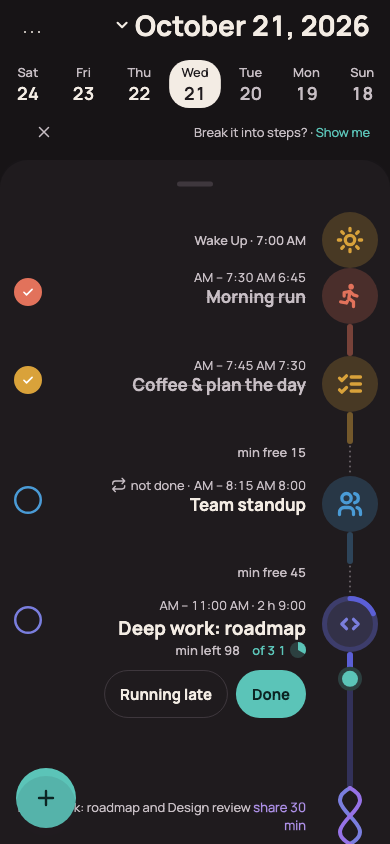 ...
October 21, 2026
Sat Fri Thu Wed Tue Mon Sun
24 23 22 21 20 19 18
Break it into steps? · Show me
Wake Up · 7:00 AM
AM – 7:30 AM 6:45
Morning run
AM – 7:45 AM 7:30
Coffee & plan the day
min free 15
not done · AM – 8:15 AM 8:00
Team standup
min free 45
AM – 11:00 AM · 2 h 9:00
Deep work: roadmap
min left 98 of 3 1
Running late Done
roadmap and Design review share 30
min